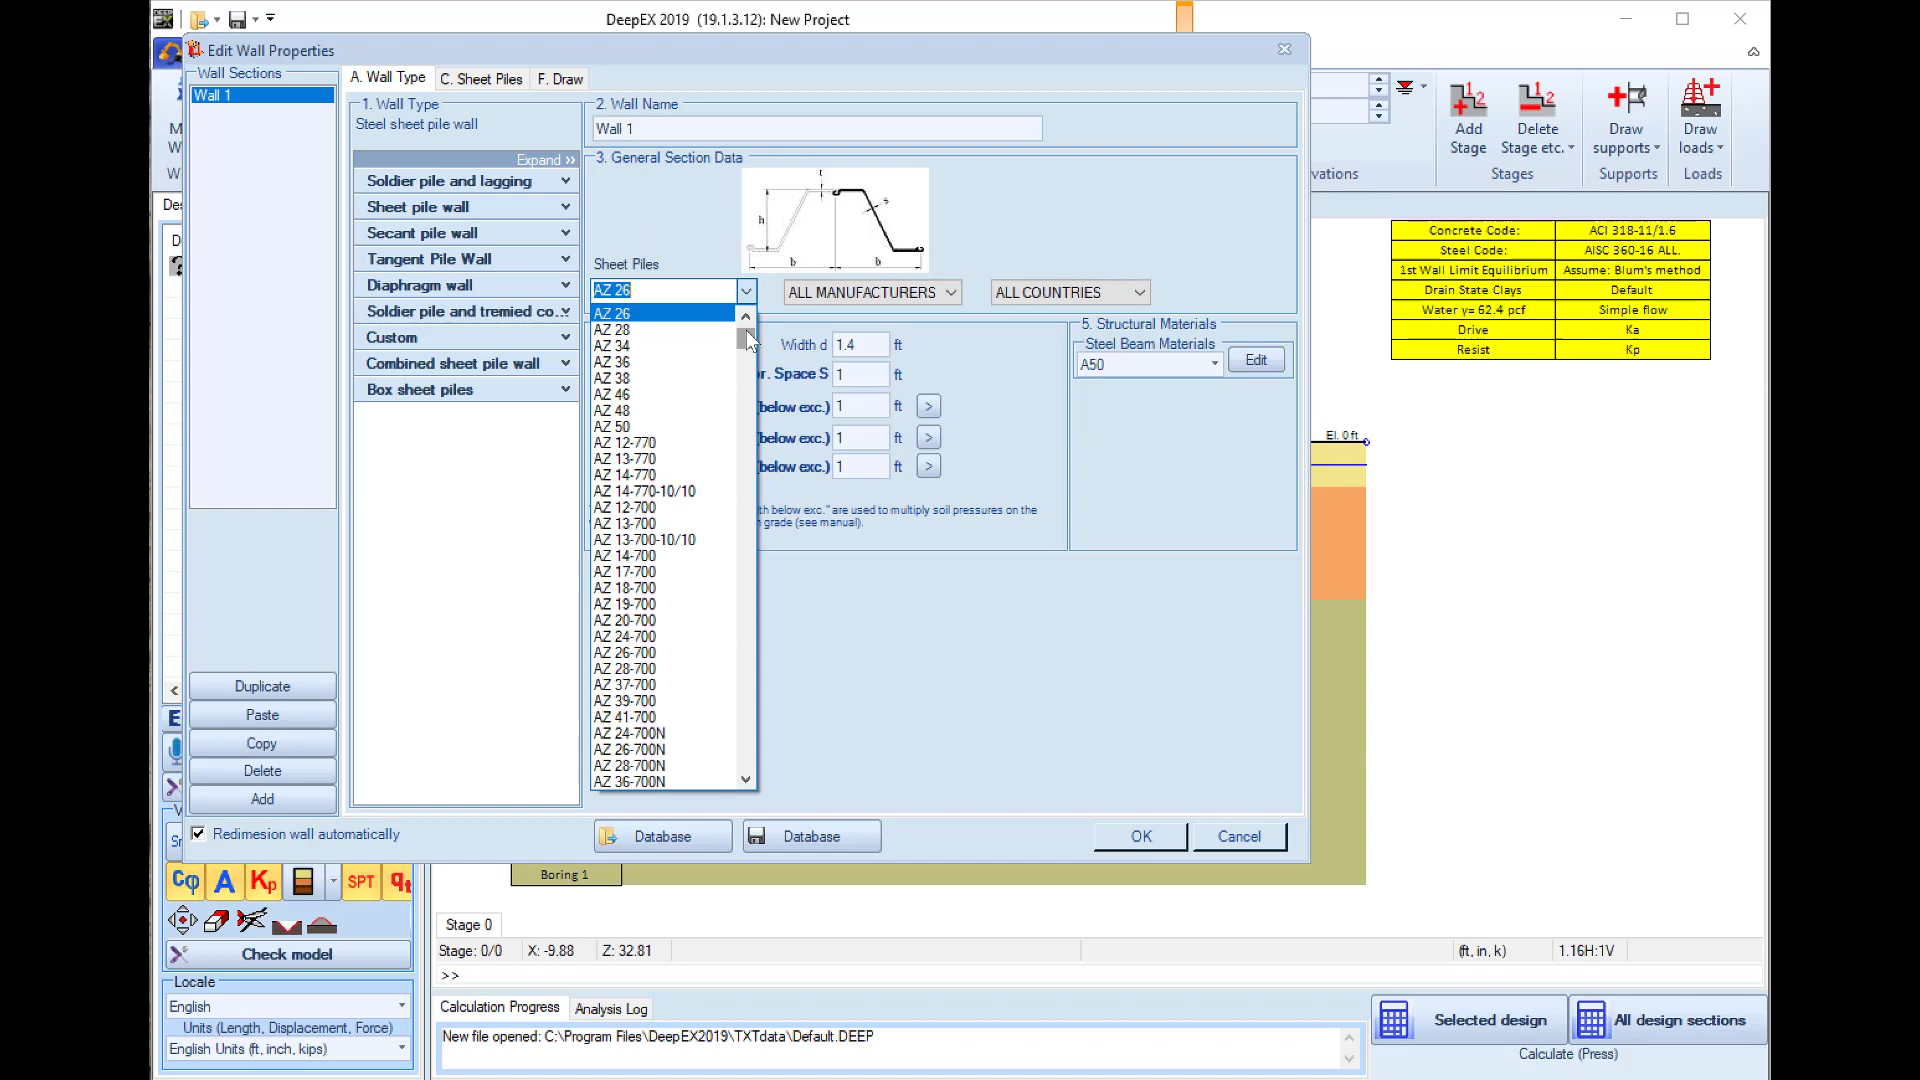 DEEP EX
DeepEX 2019 (19.1.3.12): New Project
Edit Wall Properties
Wall Sections
Wall 1
A. Wall Type
C. Sheet Piles
F. Draw
1. Wall Type
Steel sheet pile wall
Expand >>
Soldier pile and lagging
Sheet pile wall
Secant pile wall
Tangent Pile Wall
Diaphragm wall
Soldier pile and tremied co...
Custom
Combined sheet pile wall
Box sheet piles
2. Wall Name
Wall 1
3. General Section Data
t
h
s
b
b
Sheet Piles
AZ 26
ALL MANUFACTURERS
ALL COUNTRIES
AZ 26
AZ 28
AZ 34
AZ 36
AZ 38
AZ 46
AZ 48
AZ 50
AZ 12-770
AZ 13-770
AZ 14-770
AZ 14-770-10/10
AZ 12-700
AZ 13-700
AZ 13-700-10/10
AZ 14-700
AZ 17-700
AZ 18-700
AZ 19-700
AZ 20-700
AZ 24-700
AZ 26-700
AZ 28-700
AZ 37-700
AZ 39-700
AZ 41-700
AZ 24-700N
AZ 26-700N
AZ 28-700N
AZ 36-700N
Width d 1.4 ft
or. Space S 1 ft
(below exc.) 1 ft >
(below exc.) 1 ft >
(below exc.) 1 ft >
th below exc." are used to multiply soil pressures on the
n grade (see manual).
5. Structural Materials
Steel Beam Materials
A50
Edit
Duplicate
Paste
Copy
Delete
Add
Redimesion wall automatically
Database
Database
OK
Cancel
Add
Stage
Delete
Stage etc.
Draw
supports
Draw
loads
vations
Stages
Supports
Loads
Concrete Code: ACI 318-11/1.6
Steel Code: AISC 360-16 ALL.
1st Wall Limit Equilibrium Assume: Blum's method
Drain State Clays Default
Water γ= 62.4 pcf Simple flow
Drive Ka
Resist Kp
El. 0 ft
Boring 1
Cφ A Kp SPT qt
Check model
Locale
English
Units (Length, Displacement, Force)
English Units (ft, inch, kips)
Stage 0
Stage: 0/0 X: -9.88 Z: 32.81
(ft, in, k) 1.16H:1V
>>
Calculation Progress
Analysis Log
New file opened: C:\Program Files\DeepEX2019\TXTdata\Default.DEEP
Selected design
All design sections
Calculate (Press)